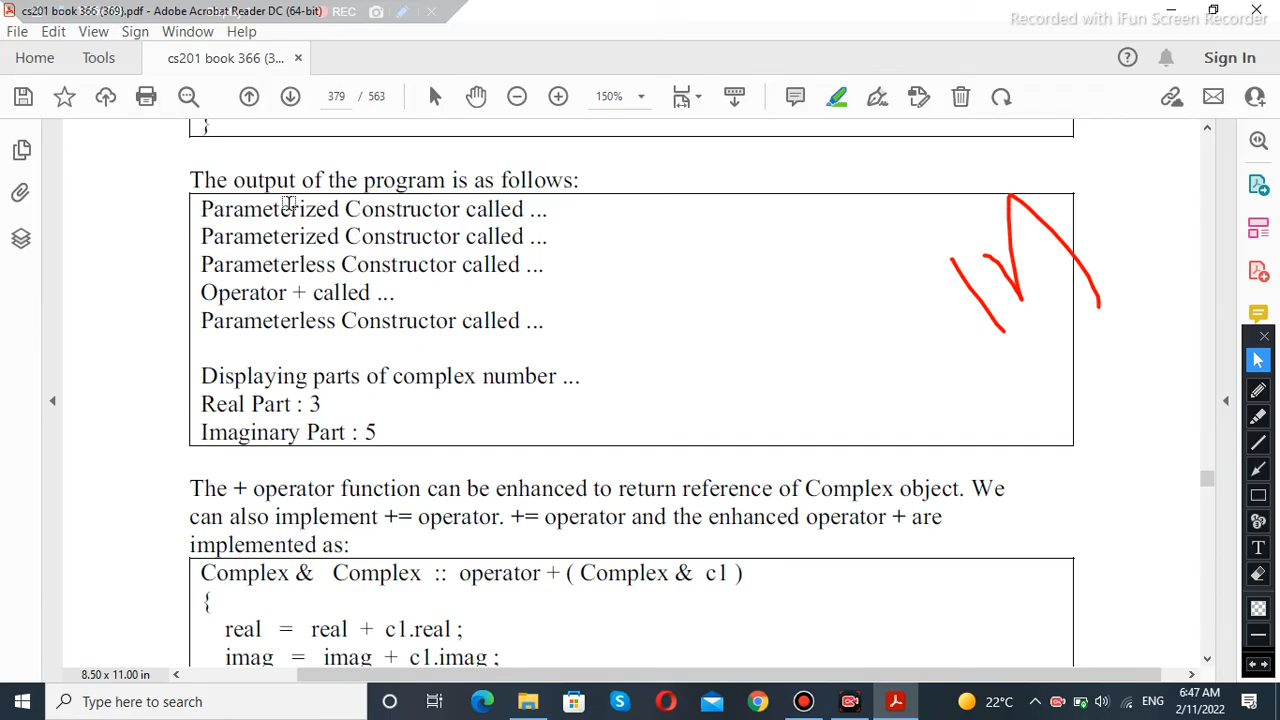 cs201 book 366 (369).pdf - Adobe Acrobat Reader DC (64-bit)
REC
Recorded with iFun Screen Recorder
File Edit View Sign Window Help
Home Tools cs201 book 366 (3... × Sign In
379 / 563 150%
}
The output of the program is as follows:
Parameterized Constructor called ...
Parameterized Constructor called ...
Parameterless Constructor called ...
Operator + called ...
Parameterless Constructor called ...
Displaying parts of complex number ...
Real Part : 3
Imaginary Part : 5
The + operator function can be enhanced to return reference of Complex object. We
can also implement += operator. += operator and the enhanced operator + are
implemented as:
Complex & Complex :: operator + ( Complex & c1 )
{
real = real + c1.real ;
imag = imag + c1.imag ;
8.50 x 11.00 in
Type here to search
22°C
ENG
6:47 AM
2/11/2022